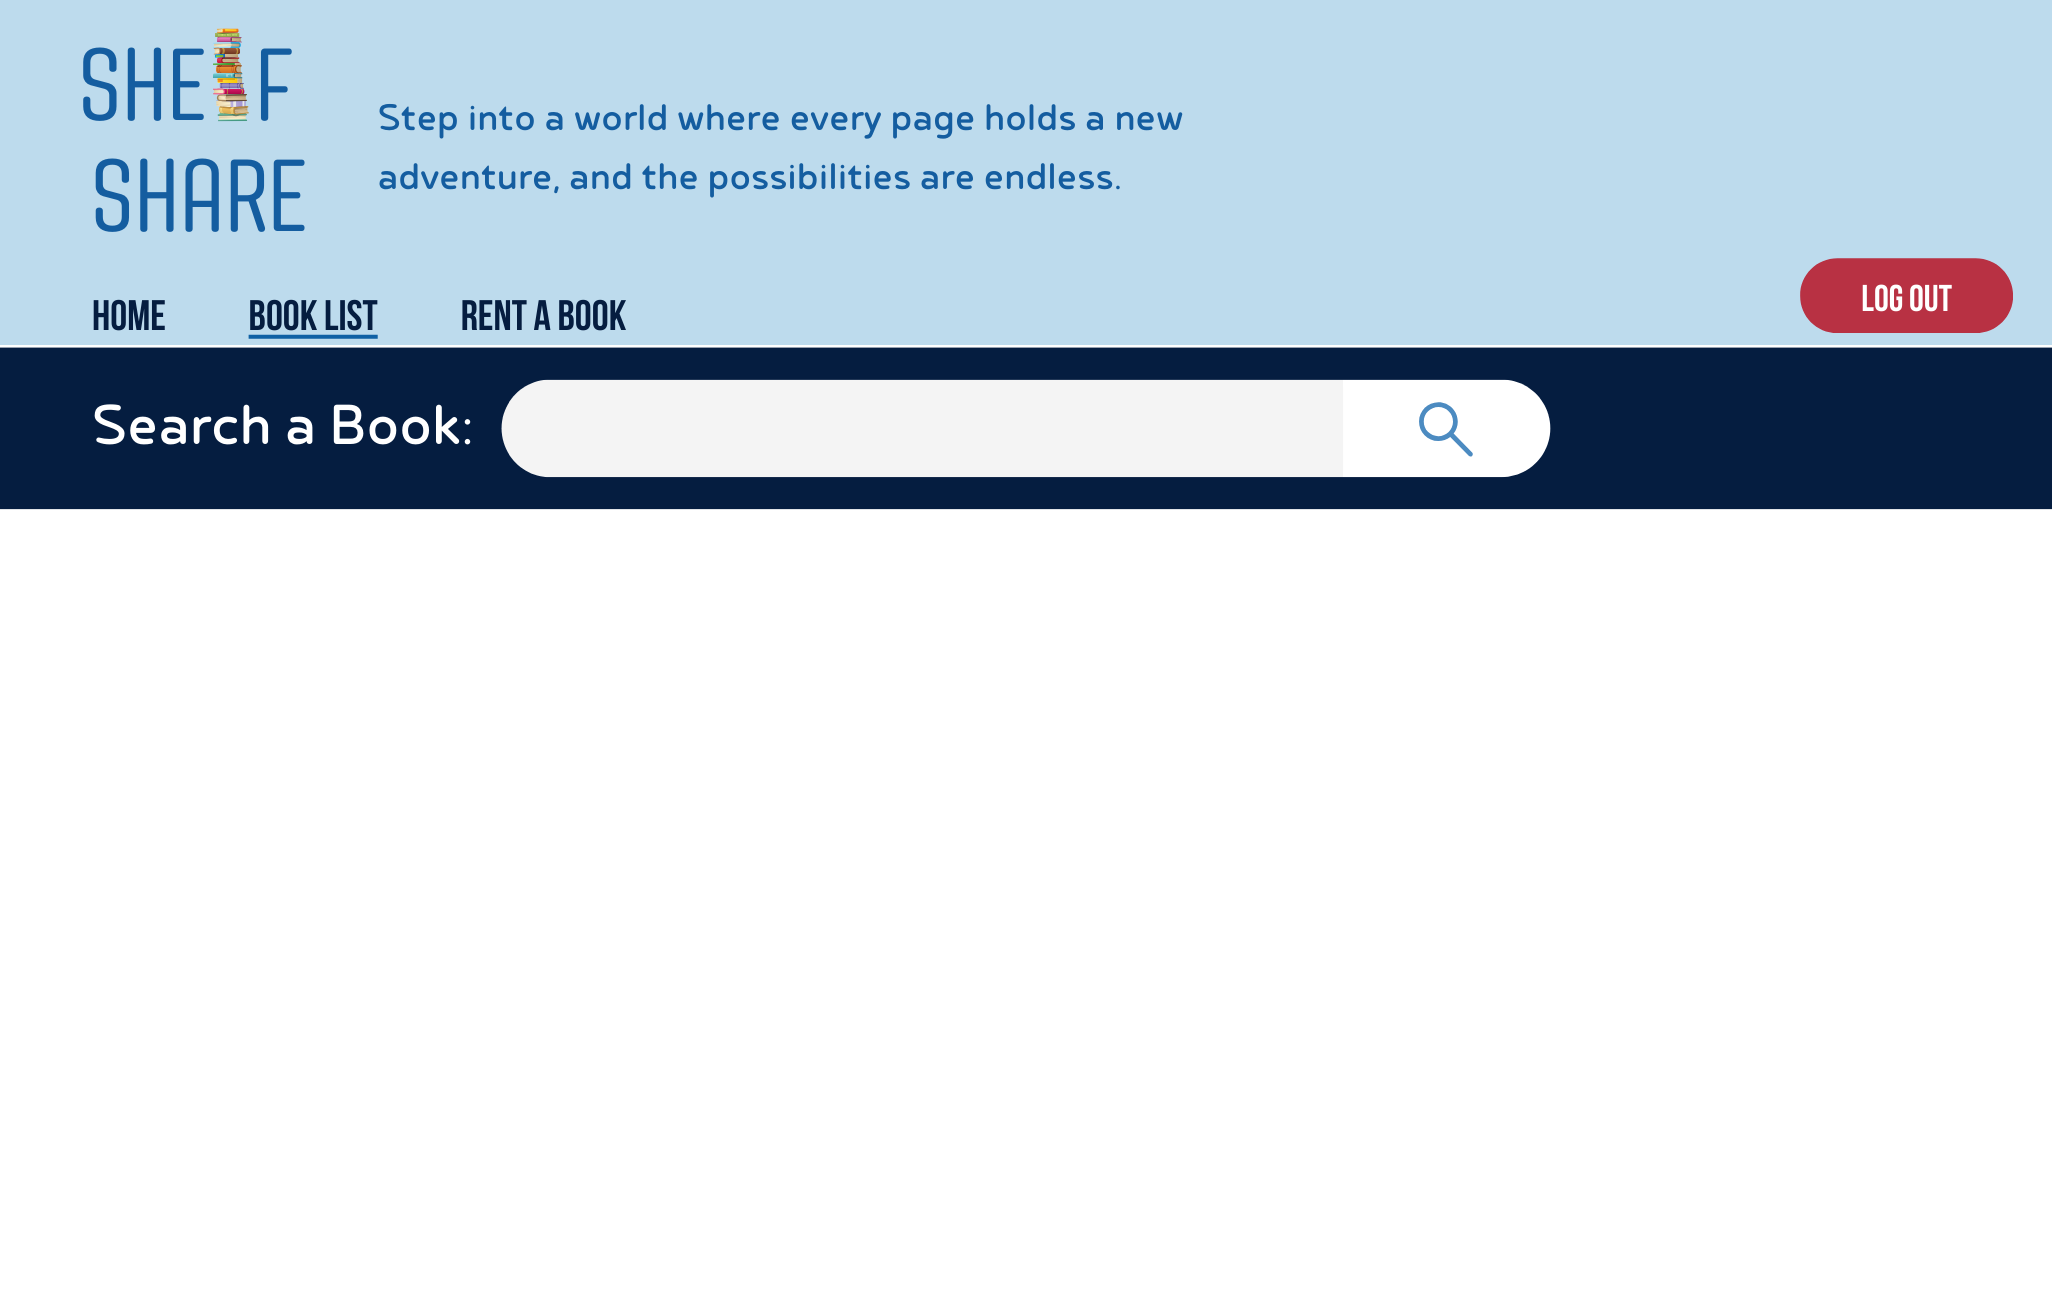 SHELF
SHARE
Step into a world where every page holds a new
adventure, and the possibilities are endless.
HOME
BOOK LIST
RENT A BOOK
LOG OUT
Search a Book: